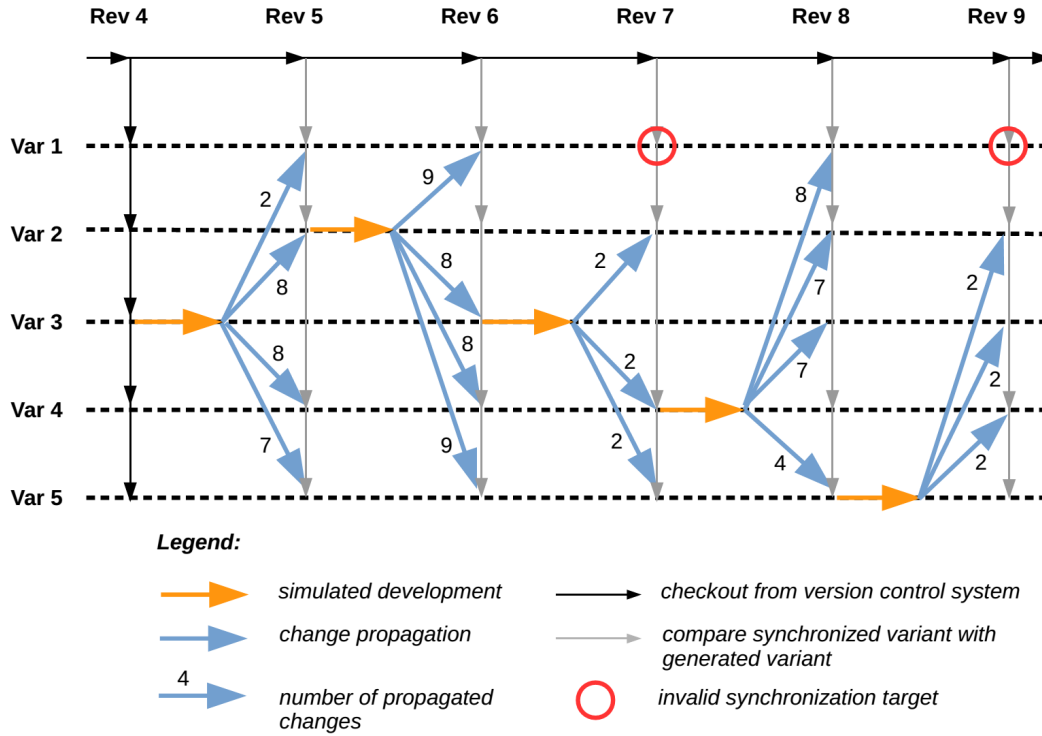 Rev 4 Rev 5 Rev 6 Rev 7 Rev 8 Rev 9
Var 1
9
2
8
Var 2
8
8
2
7
2
Var 3
8
8
2
7
2
Var 4
7
9
2
4
2
Var 5
Legend:
simulated development
checkout from version control system
change propagation
compare synchronized variant with
generated variant
4
number of propagated
changes
invalid synchronization target